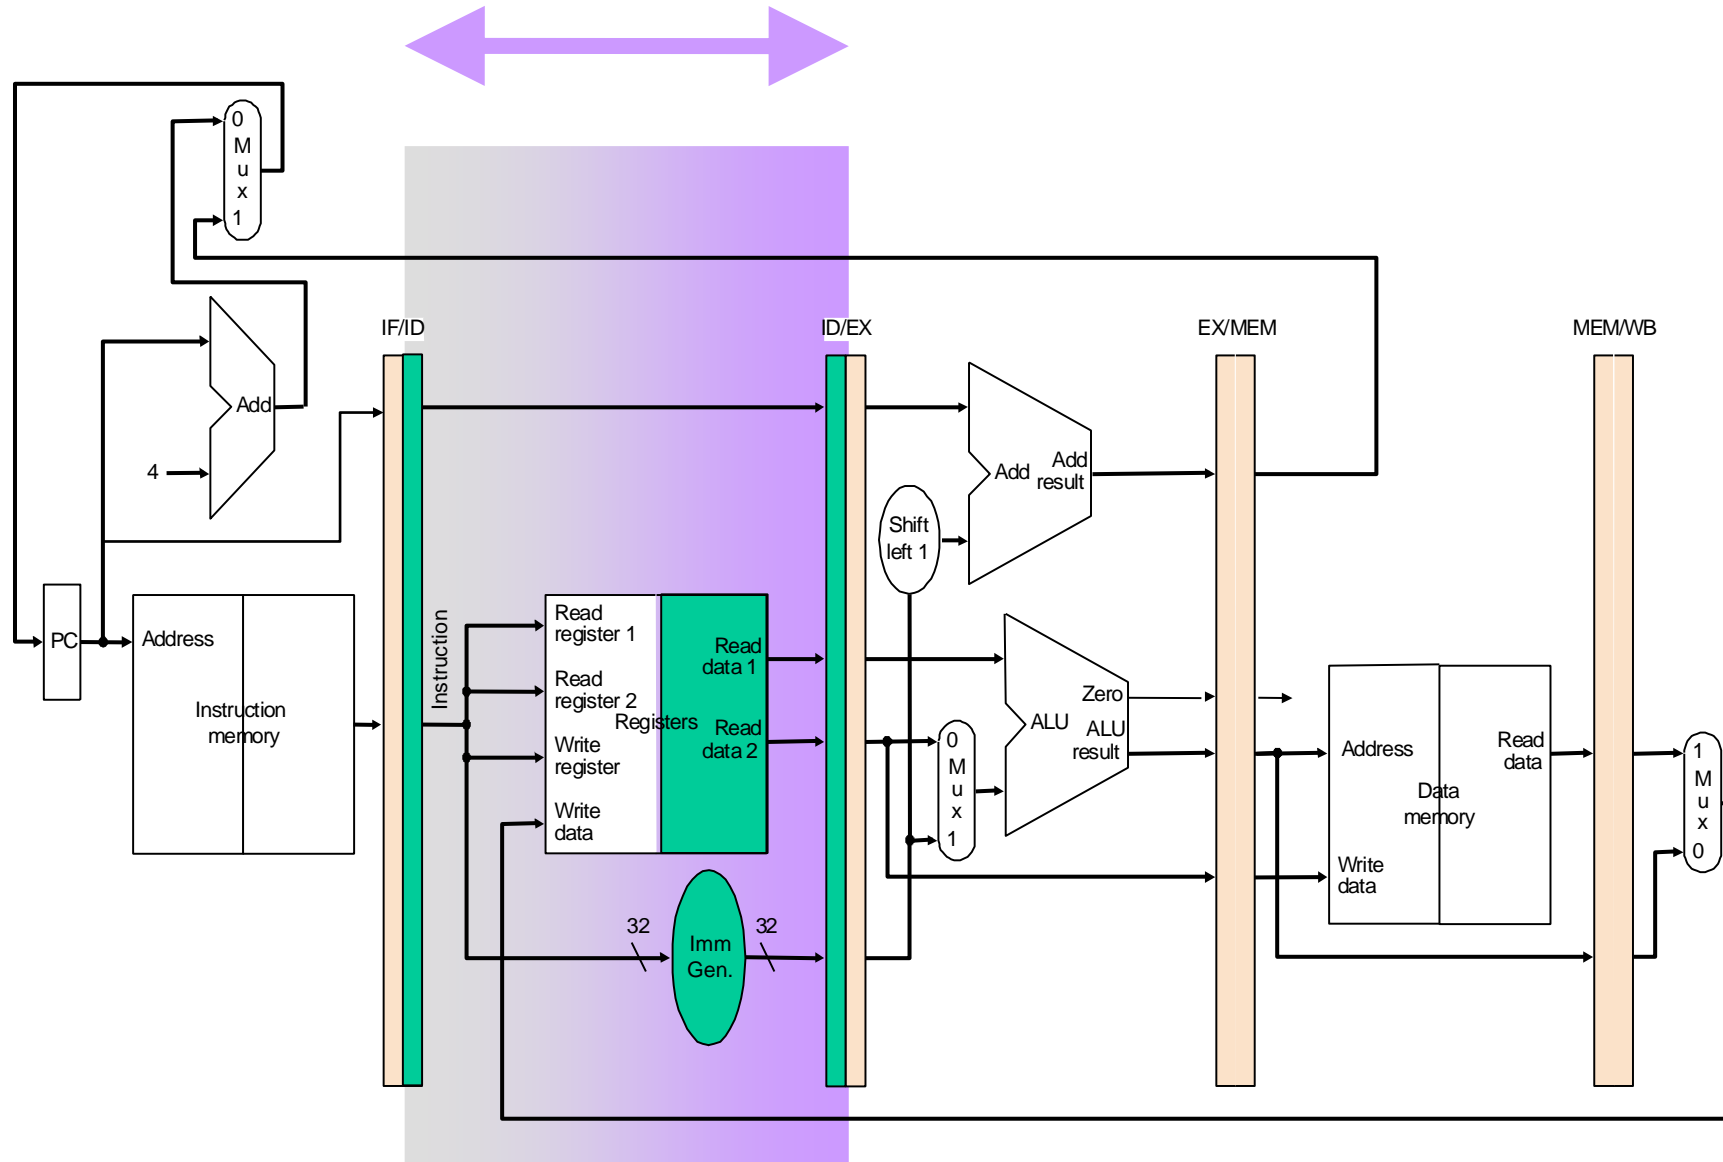 0
M
u
x
1
IF/ID
ID/EX
EX/MEM
MEM/WB
Add
4
Add
Add
result
Shift
left 1
PC
Address
Instruction
memory
Instruction
Read
register 1
Read
register 2
Write
register
Write
data
Registers
Read
data 1
Read
data 2
32
Imm
Gen.
32
0
M
u
x
1
Zero
ALU
ALU
result
Address
Read
data
Data
memory
Write
data
1
M
u
x
0